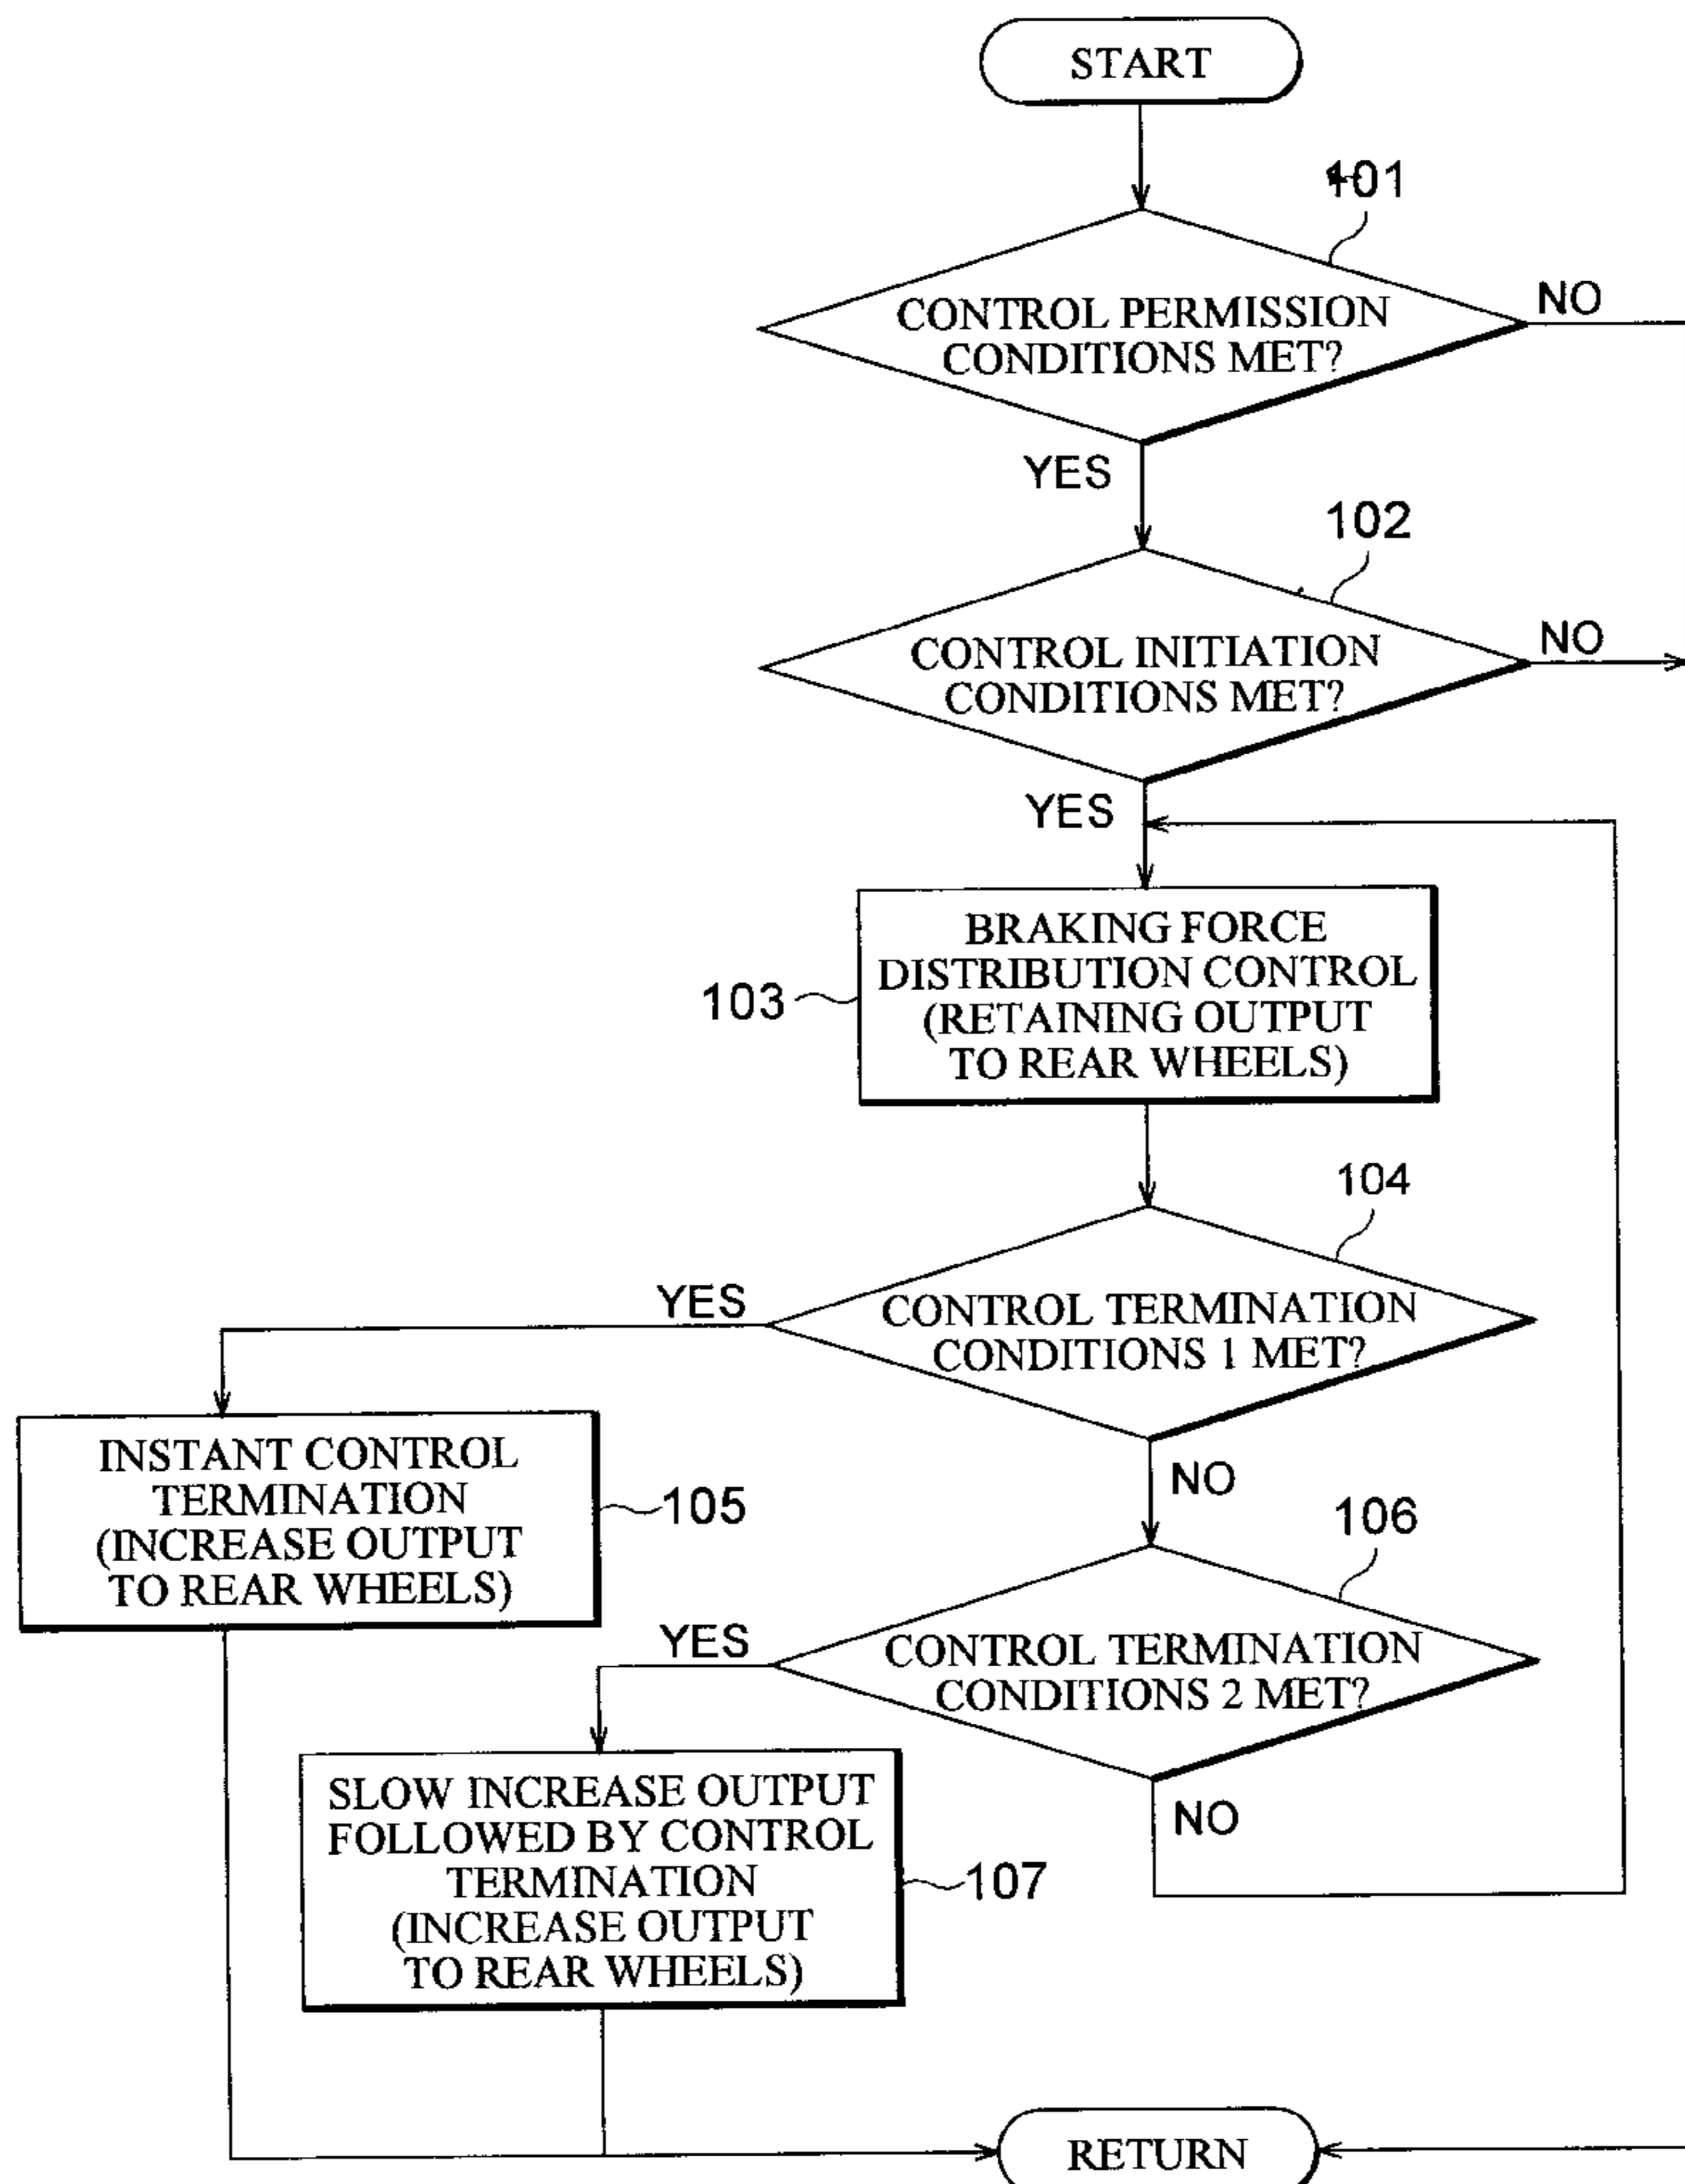 START
101
CONTROL PERMISSION
CONDITIONS MET?
NO
YES
102
CONTROL INITIATION
CONDITIONS MET?
NO
YES
BRAKING FORCE
DISTRIBUTION CONTROL
(RETAINING OUTPUT
TO REAR WHEELS)
103
104
CONTROL TERMINATION
CONDITIONS 1 MET?
YES
NO
INSTANT CONTROL
TERMINATION
(INCREASE OUTPUT
TO REAR WHEELS)
105
106
CONTROL TERMINATION
CONDITIONS 2 MET?
YES
NO
SLOW INCREASE OUTPUT
FOLLOWED BY CONTROL
TERMINATION
(INCREASE OUTPUT
TO REAR WHEELS)
107
RETURN